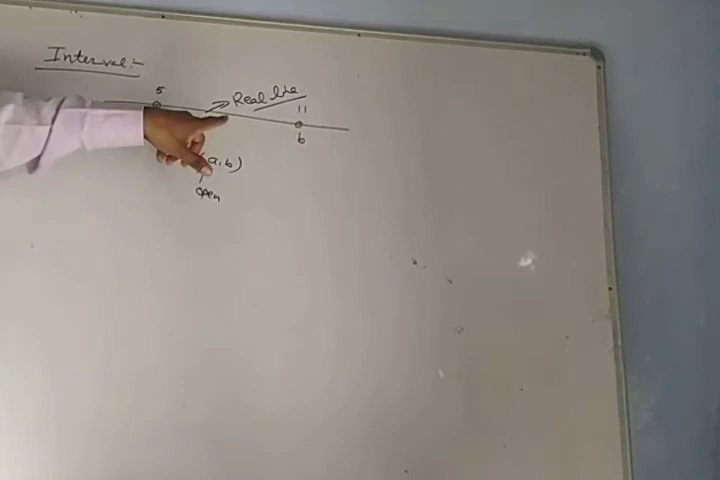 Interval:-
5
Real line
11
b
(a, b)
open